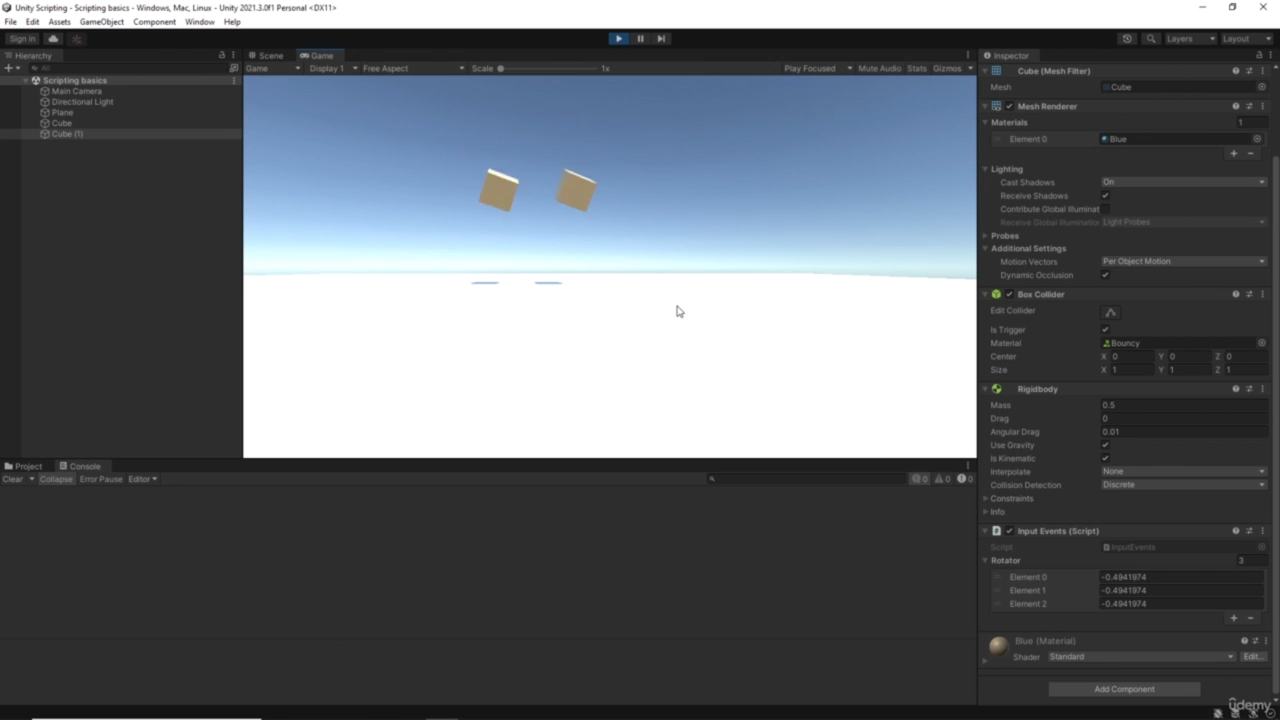 Unity Scripting - Scripting basics - Windows, Mac, Linux - Unity 2021.3.0f1 Personal <DX11>
File Edit Assets GameObject Component Window Help
Sign in Layers Layout
Hierarchy Scene Game Inspector
All Game Display 1 Free Aspect Scale 1x Play Focused Mute Audio Stats Gizmos
Cube (Mesh Filter)
Scripting basics
Main Camera
Directional Light
Plane
Cube
Cube (1)
Mesh Cube
Mesh Renderer
Materials 1
Element 0 Blue
Lighting
Cast Shadows On
Receive Shadows
Contribute Global Illuminat
Receive Global Illumination Light Probes
Probes
Additional Settings
Motion Vectors Per Object Motion
Dynamic Occlusion
Box Collider
Edit Collider
Is Trigger
Material Bouncy
Center X 0 Y 0 Z 0
Size X 1 Y 1 Z 1
Rigidbody
Mass 0.5
Drag 0
Angular Drag 0.01
Use Gravity
Is Kinematic
Interpolate None
Collision Detection Discrete
Constraints
Info
Input Events (Script)
Script InputEvents
Rotator 3
Element 0 -0.4941974
Element 1 -0.4941974
Element 2 -0.4941974
Blue (Material)
Shader Standard Edit...
Add Component
Project Console
Clear Collapse Error Pause Editor 0 0 0
udemy